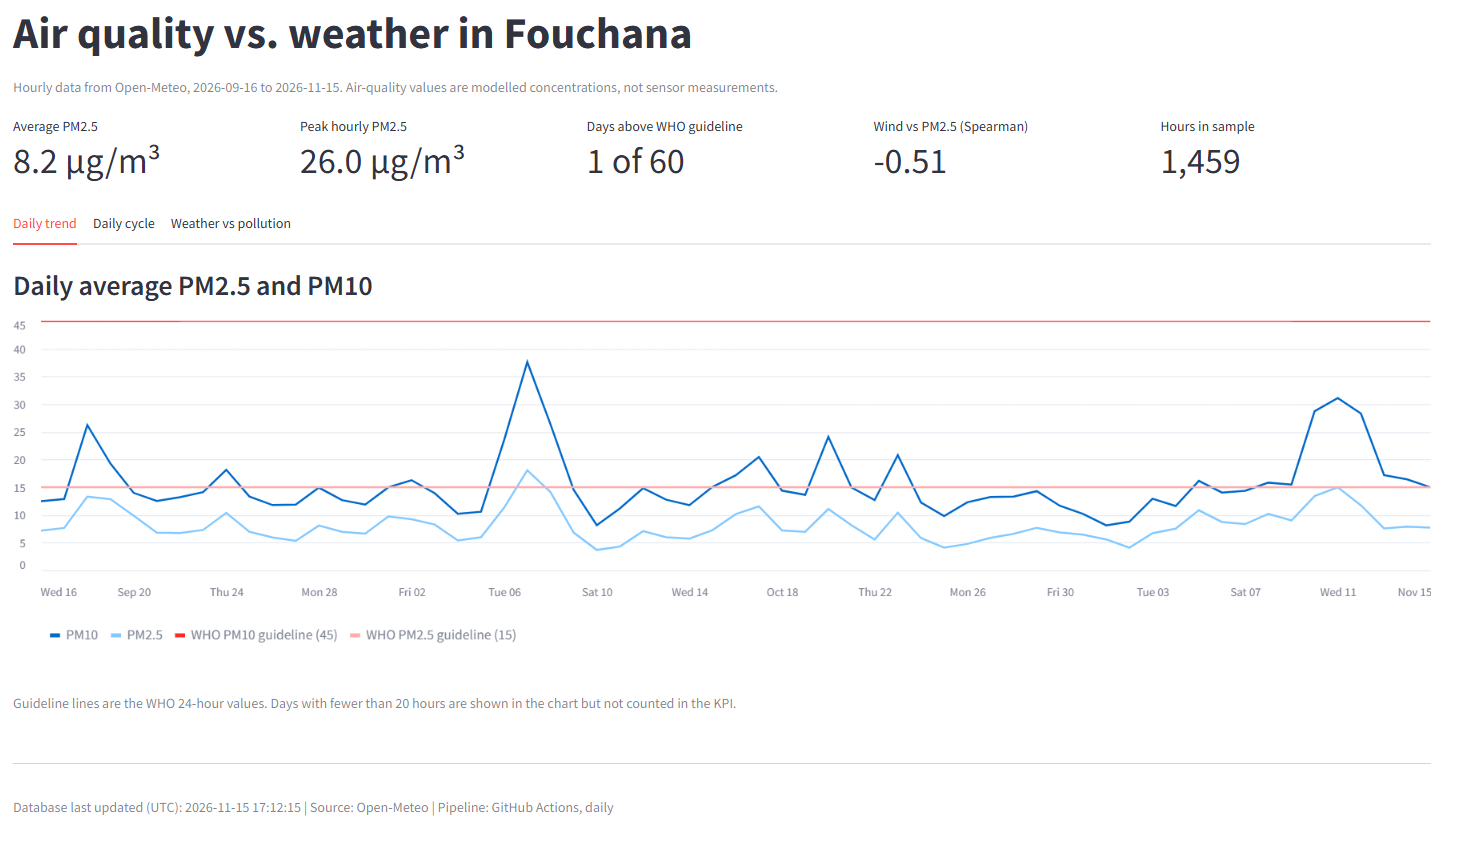 Air quality vs. weather in Fouchana
Hourly data from Open-Meteo, 2026-09-16 to 2026-11-15. Air-quality values are modelled concentrations, not sensor measurements.
Average PM2.5
8.2 µg/m³
Peak hourly PM2.5
26.0 µg/m³
Days above WHO guideline
1 of 60
Wind vs PM2.5 (Spearman)
-0.51
Hours in sample
1,459
Daily trend Daily cycle Weather vs pollution
Daily average PM2.5 and PM10
45
40
35
30
25
20
15
10
5
0
Wed 16 Sep 20 Thu 24 Mon 28 Fri 02 Tue 06 Sat 10 Wed 14 Oct 18 Thu 22 Mon 26 Fri 30 Tue 03 Sat 07 Wed 11 Nov 15
PM10 PM2.5 WHO PM10 guideline (45) WHO PM2.5 guideline (15)
Guideline lines are the WHO 24-hour values. Days with fewer than 20 hours are shown in the chart but not counted in the KPI.
Database last updated (UTC): 2026-11-15 17:12:15 | Source: Open-Meteo | Pipeline: GitHub Actions, daily